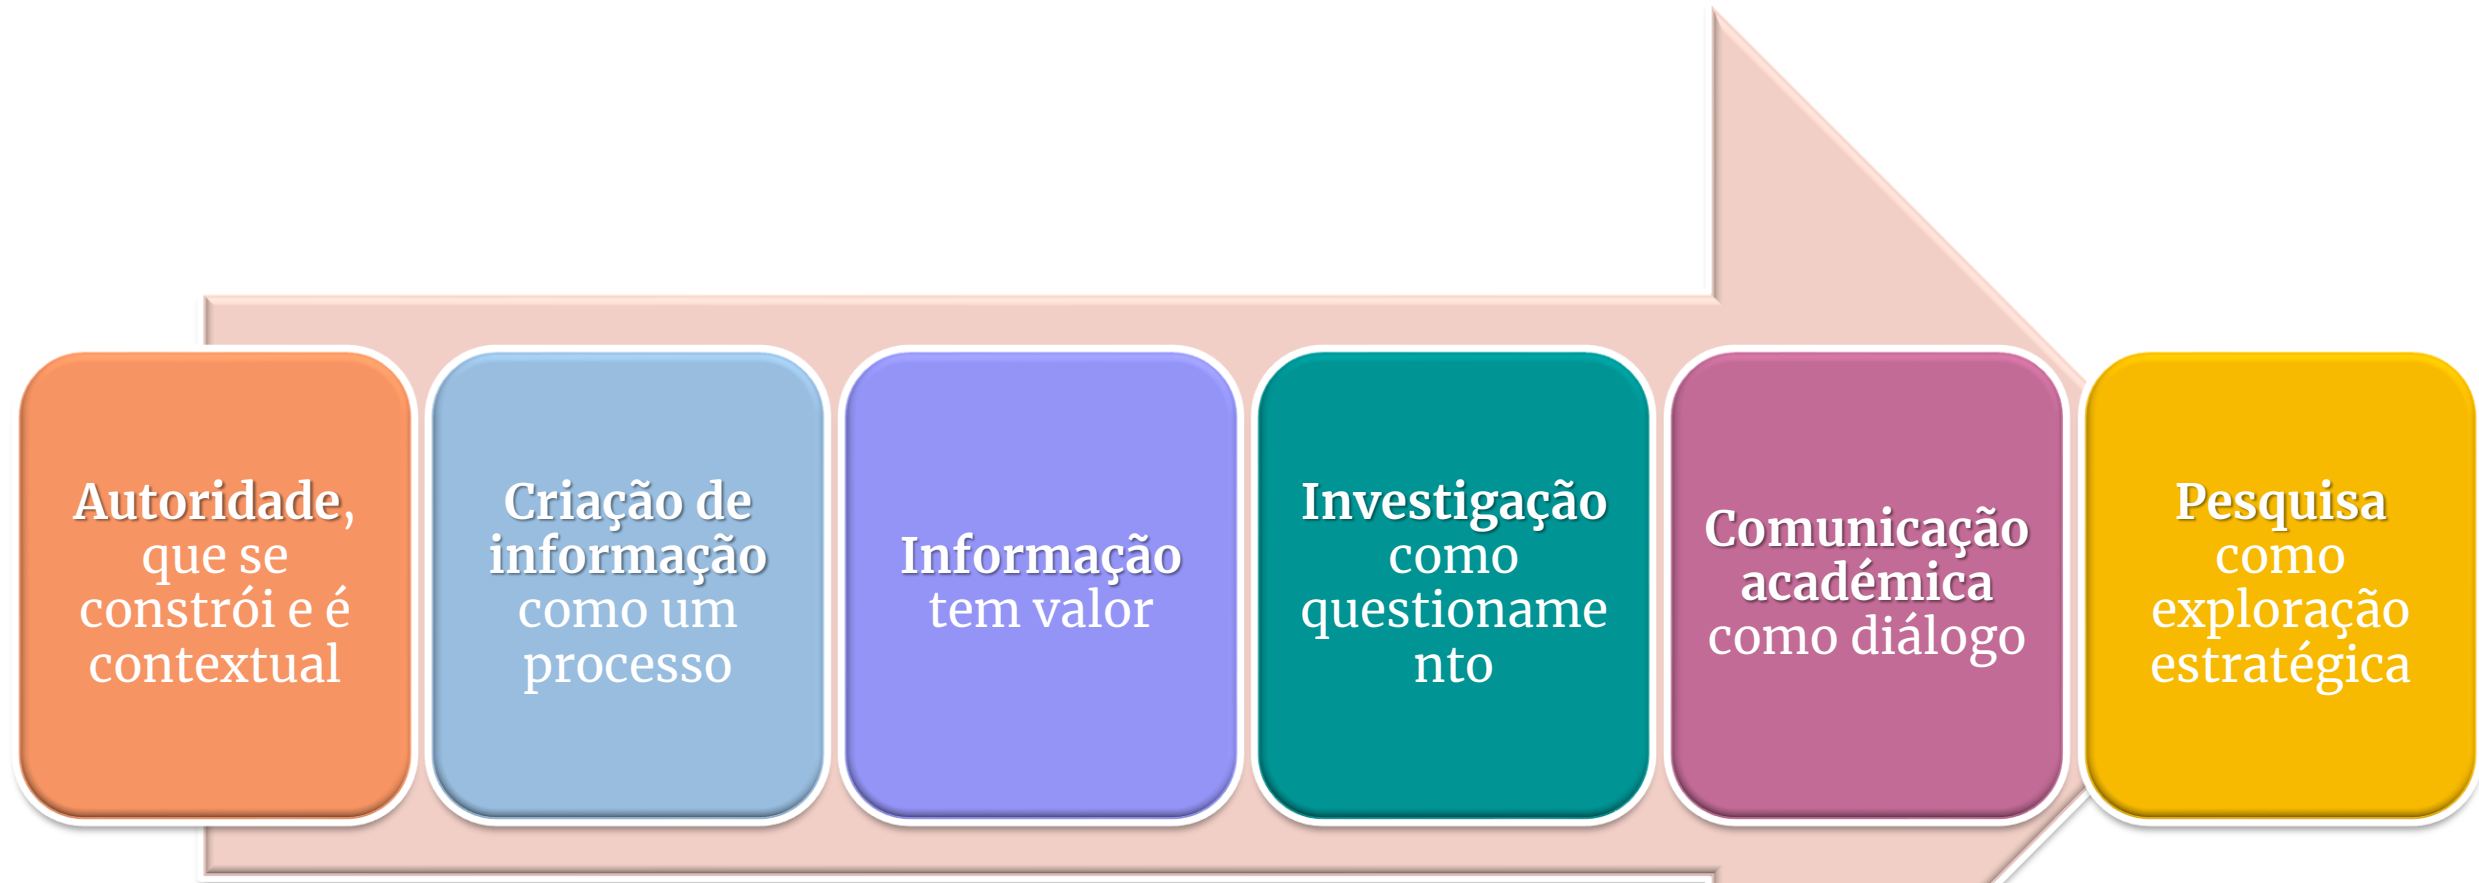 Autoridade,
que se
constrói e é
contextual
Criação de
informação
como um
processo
Informação
tem valor
Investigação
como
questioname
nto
Comunicação
académica
como diálogo
Pesquisa
como
exploração
estratégica